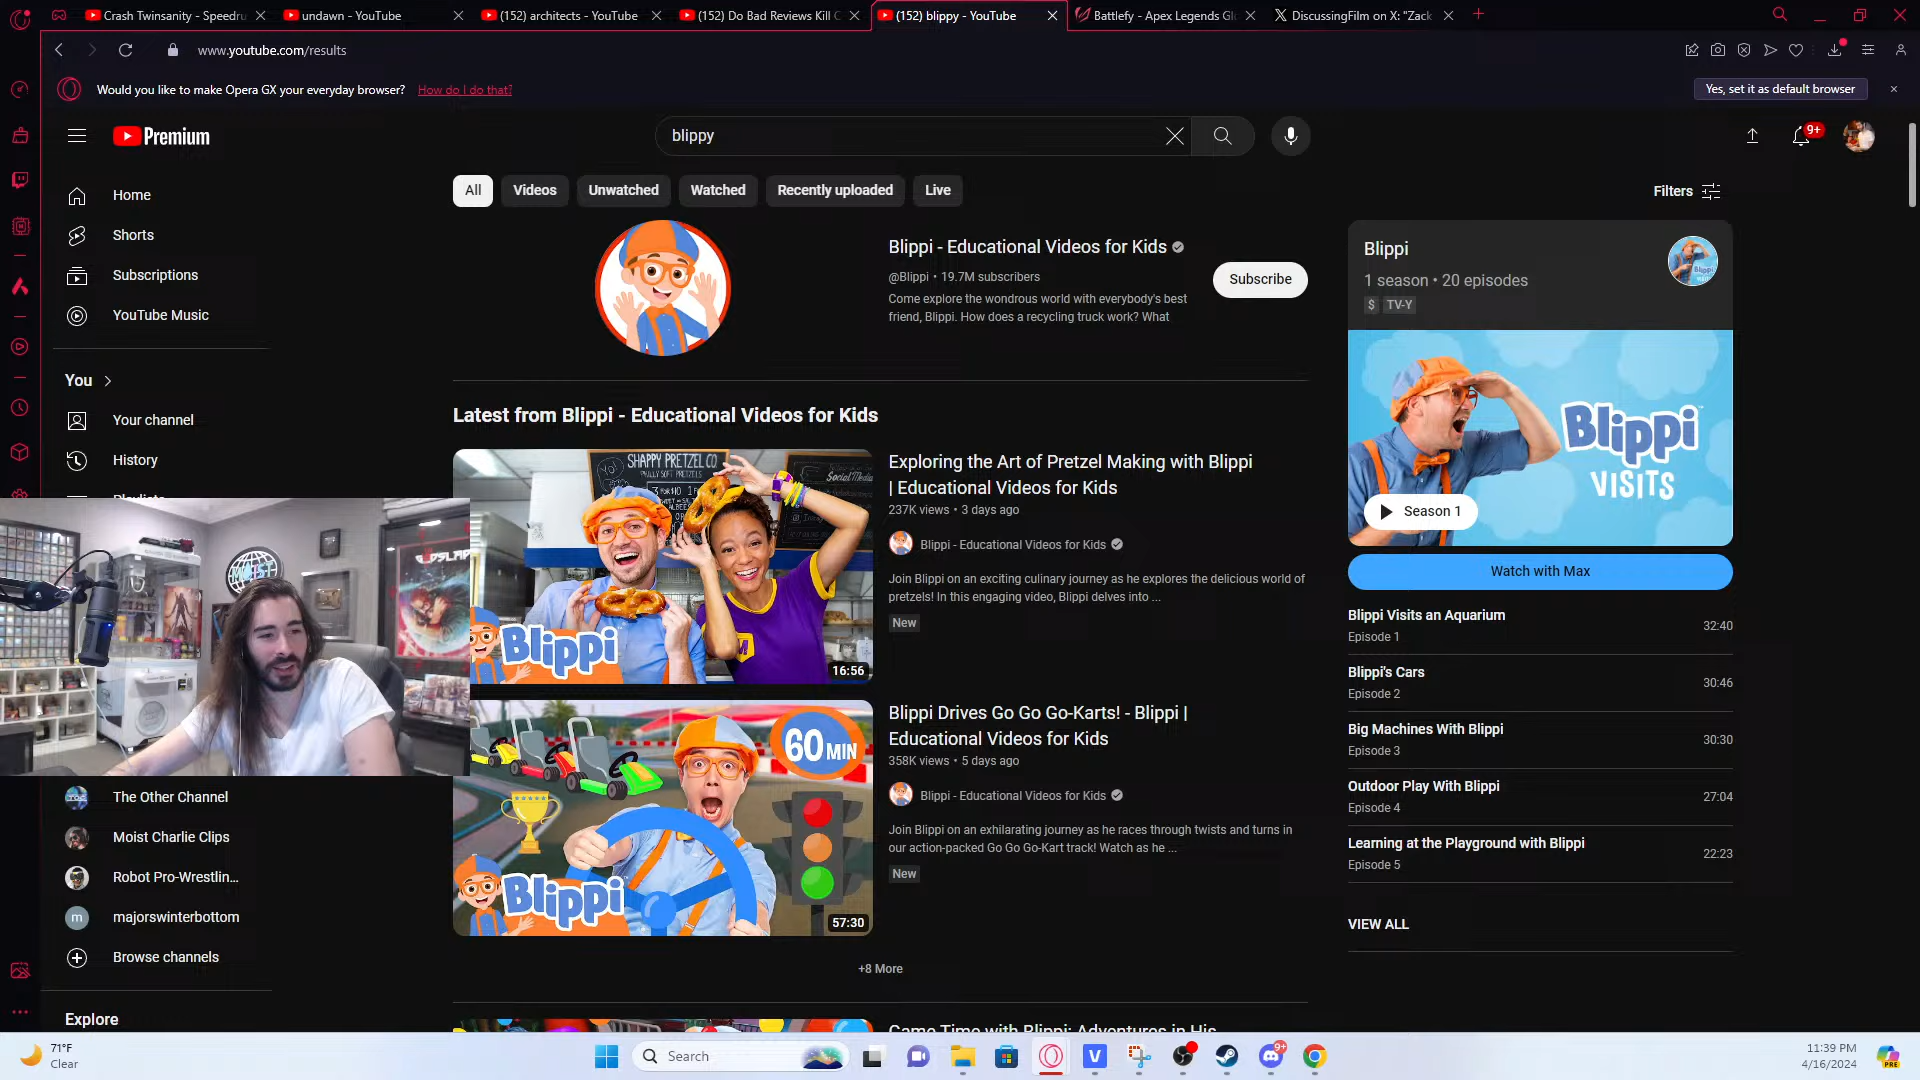 Crash Twinsanity - Speedru
undawn - YouTube
(152) architects - YouTube
(152) Do Bad Reviews Kill C
(152) blippy - YouTube
Battlefy - Apex Legends Gl
DiscussingFilm on X: "Zack
www.youtube.com/results
Would you like to make Opera GX your everyday browser? How do I do that?
Yes, set it as default browser
Premium
blippy
9+
Home
Shorts
Subscriptions
YouTube Music
You
Your channel
History
All
Videos
Unwatched
Watched
Recently uploaded
Live
Filters
Blippi - Educational Videos for Kids
@Blippi • 19.7M subscribers
Come explore the wondrous world with everybody's best
friend, Blippi. How does a recycling truck work? What
Subscribe
Latest from Blippi - Educational Videos for Kids
SHAPPY PRETZEL CO.
Social Media
Blippi
16:56
Exploring the Art of Pretzel Making with Blippi
| Educational Videos for Kids
237K views • 3 days ago
Blippi - Educational Videos for Kids
Join Blippi on an exciting culinary journey as he explores the delicious world of
pretzels! In this engaging video, Blippi delves into ...
New
60 MIN
Blippi
57:30
Blippi Drives Go Go Go-Karts! - Blippi |
Educational Videos for Kids
358K views • 5 days ago
Blippi - Educational Videos for Kids
Join Blippi on an exhilarating journey as he races through twists and turns in
our action-packed Go Go Go-Kart track! Watch as he ...
New
+8 More
Blippi
1 season • 20 episodes
$ TV-Y
Blippi
VISITS
Season 1
Watch with Max
Blippi Visits an Aquarium
Episode 1
32:40
Blippi's Cars
Episode 2
30:46
Big Machines With Blippi
Episode 3
30:30
Outdoor Play With Blippi
Episode 4
27:04
Learning at the Playground with Blippi
Episode 5
22:23
VIEW ALL
MOIST
The Other Channel
Moist Charlie Clips
Robot Pro-Wrestlin...
m
majorswinterbottom
Browse channels
Explore
Game Time with Blippi: Adventures in His
71°F
Clear
Search
9+
11:39 PM
4/16/2024
PRE